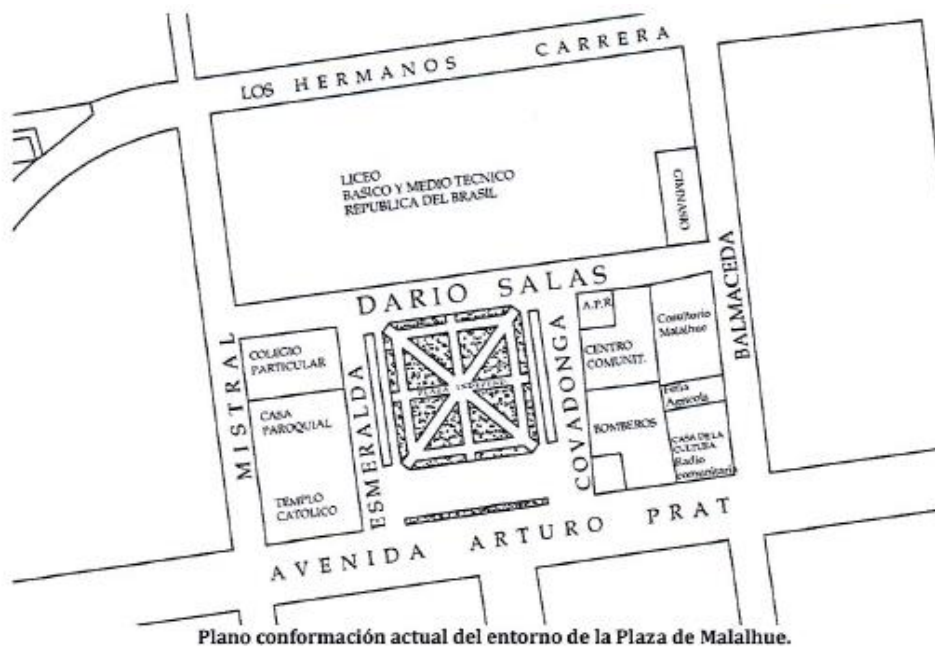 LOS HERMANOS CARRERA
LICEO
BASICO Y MEDIO TECNICO
REPUBLICA DEL BRASIL
GIMNASIO
DARIO SALAS
MISTRAL
COLEGIO
PARTICULAR
CASA
PAROQUIAL
TEMPLO
CATOLICO
ESMERALDA
PLAZA
COVADONGA
A.P.R.
CENTRO
COMUNIT.
BOMBEROS
Consultorio
Malalhue
Feria
Agricola
CASA DE LA
CULTURA
Radio
comunitaria
BALMACEDA
AVENIDA ARTURO PRAT
Plano conformación actual del entorno de la Plaza de Malalhue.